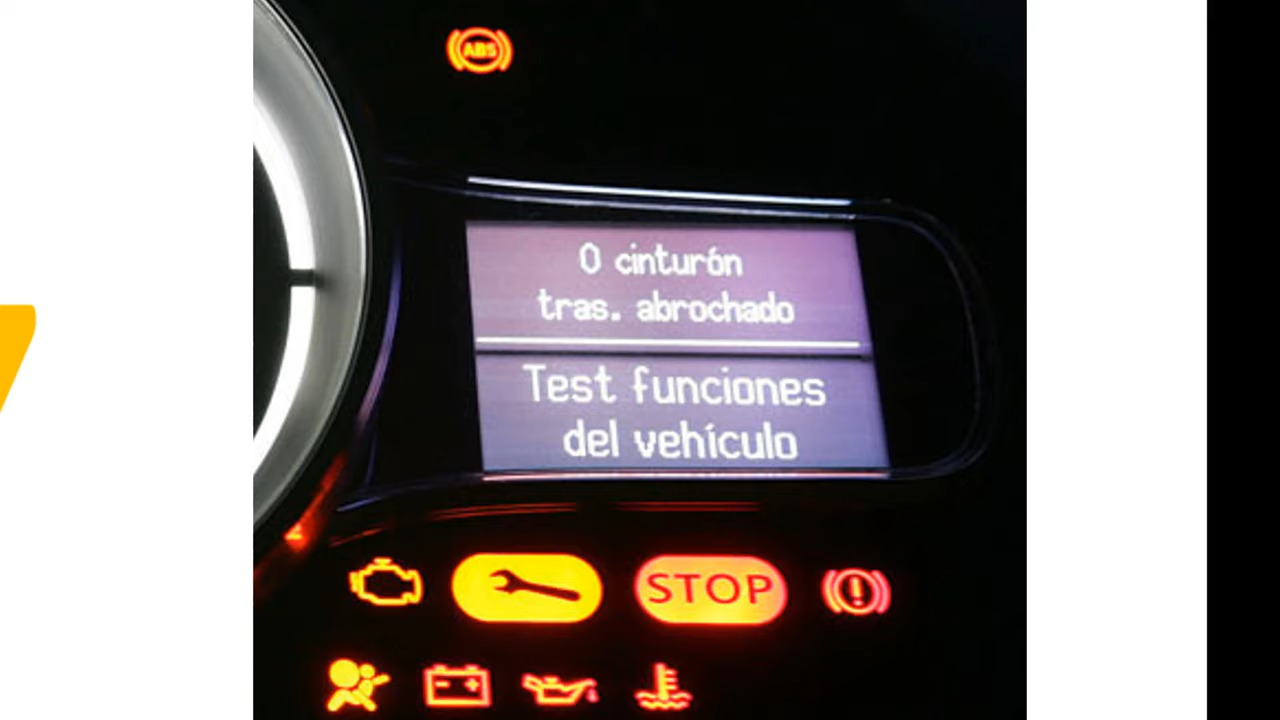 ABS
0 cinturón
tras. abrochado
Test funciones
del vehículo
STOP